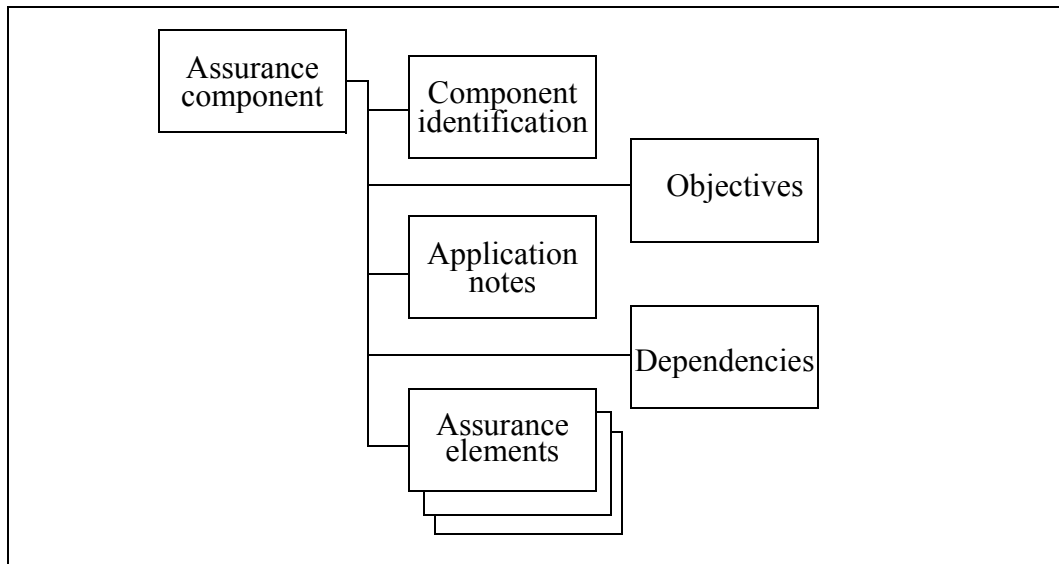 Assurance
component
Component
identification
Objectives
Application
notes
Dependencies
Assurance
elements